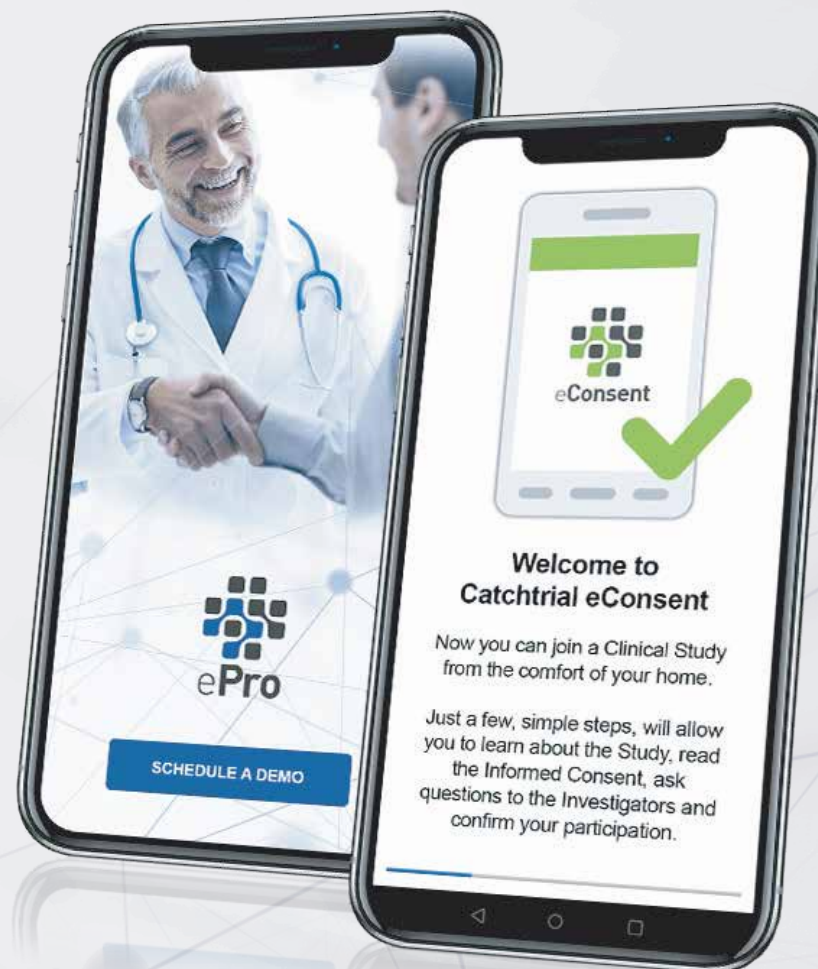 ePro
SCHEDULE A DEMO
eConsent
Welcome to
Catchtrial eConsent
Now you can join a Clinical Study
from the comfort of your home.
Just a few, simple steps, will allow
you to learn about the Study, read
the Informed Consent, ask
questions to the Investigators and
confirm your participation.